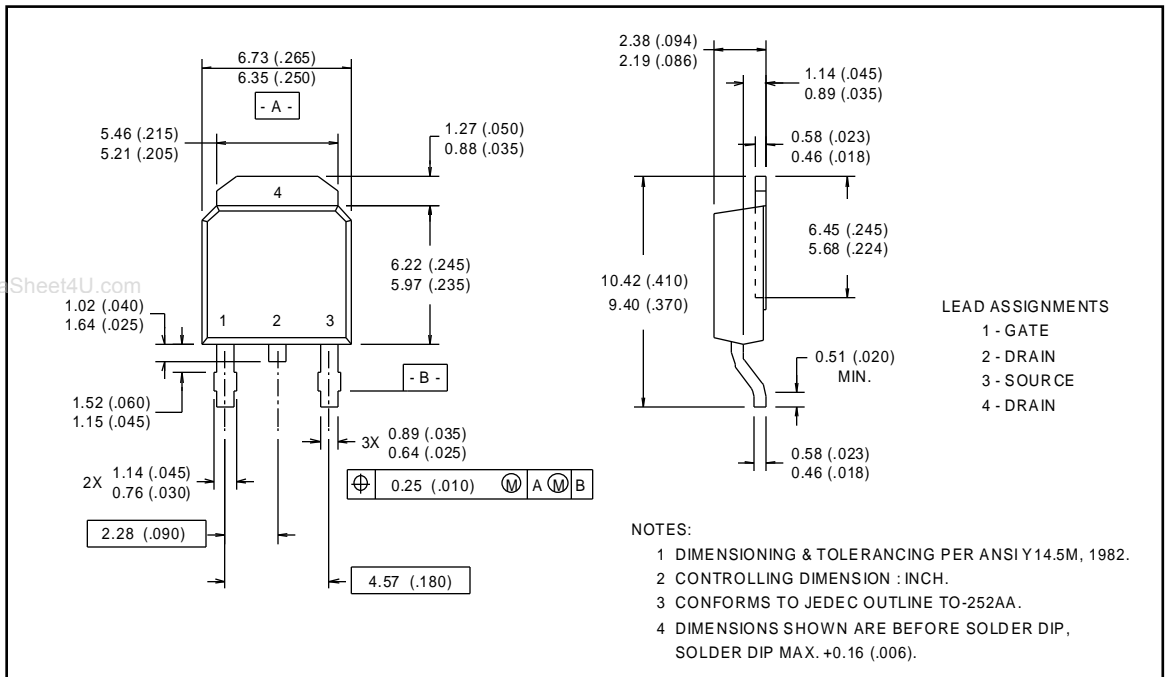 6.73 (.265)
6.35 (.250)
- A -
5.46 (.215)
5.21 (.205)
1.27 (.050)
0.88 (.035)
4
6.22 (.245)
5.97 (.235)
aSheet4U.com
1.02 (.040)
1.64 (.025)
1
2
3
- B -
1.52 (.060)
1.15 (.045)
3X
0.89 (.035)
0.64 (.025)
2X
1.14 (.045)
0.76 (.030)
⌖ 0.25 (.010) Ⓜ A Ⓜ B
2.28 (.090)
4.57 (.180)
2.38 (.094)
2.19 (.086)
1.14 (.045)
0.89 (.035)
0.58 (.023)
0.46 (.018)
6.45 (.245)
5.68 (.224)
10.42 (.410)
9.40 (.370)
0.51 (.020)
MIN.
0.58 (.023)
0.46 (.018)
LEAD ASSIGNMENTS
1 - GATE
2 - DRAIN
3 - SOURCE
4 - DRAIN
NOTES:
1 DIMENSIONING & TOLERANCING PER ANSI Y14.5M, 1982.
2 CONTROLLING DIMENSION : INCH.
3 CONFORMS TO JEDEC OUTLINE TO-252AA.
4 DIMENSIONS SHOWN ARE BEFORE SOLDER DIP,
SOLDER DIP MAX. +0.16 (.006).